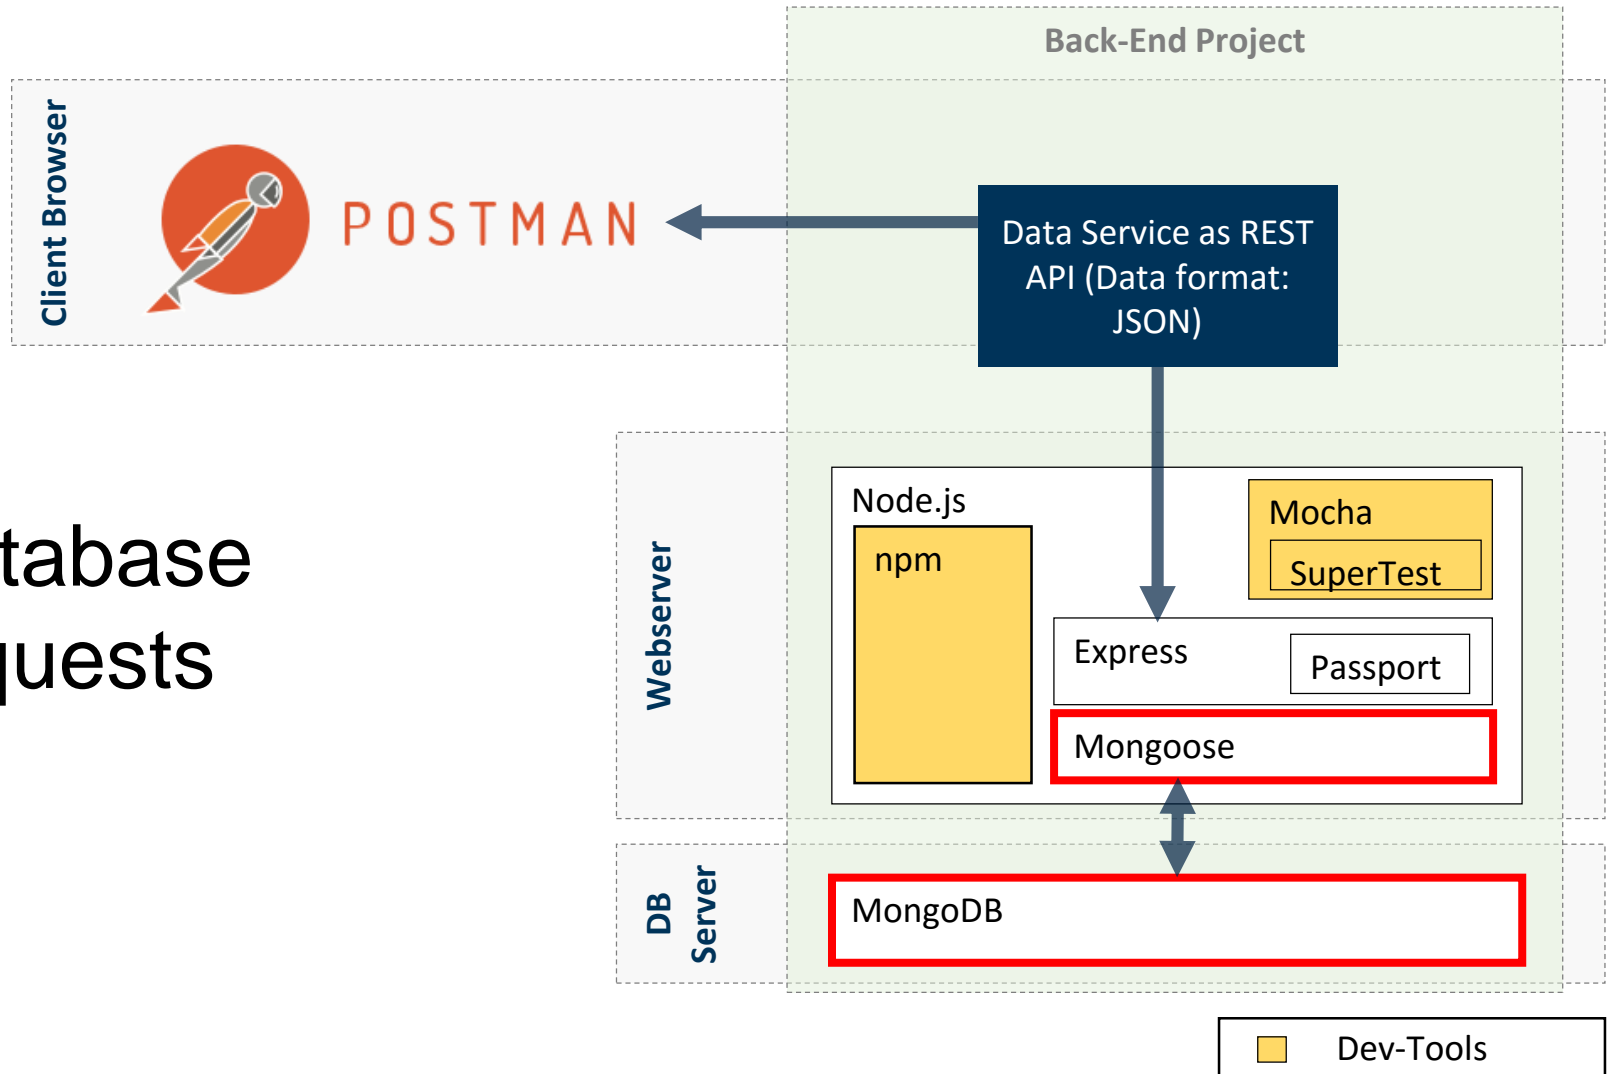 Back-End Project
Client Browser
POSTMAN
Data Service as REST
API (Data format:
JSON)
tabase
quests
Webserver
Node.js
npm
Mocha
SuperTest
Express
Passport
Mongoose
DB
Server
MongoDB
Dev-Tools